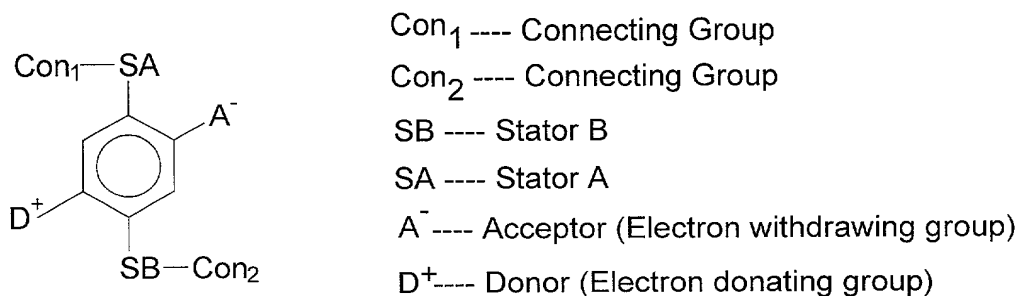 Con₁—SA
A⁻
D⁺
SB—Con₂
Con₁ ---- Connecting Group
Con₂ ---- Connecting Group
SB ---- Stator B
SA ---- Stator A
A⁻---- Acceptor (Electron withdrawing group)
D⁺---- Donor (Electron donating group)